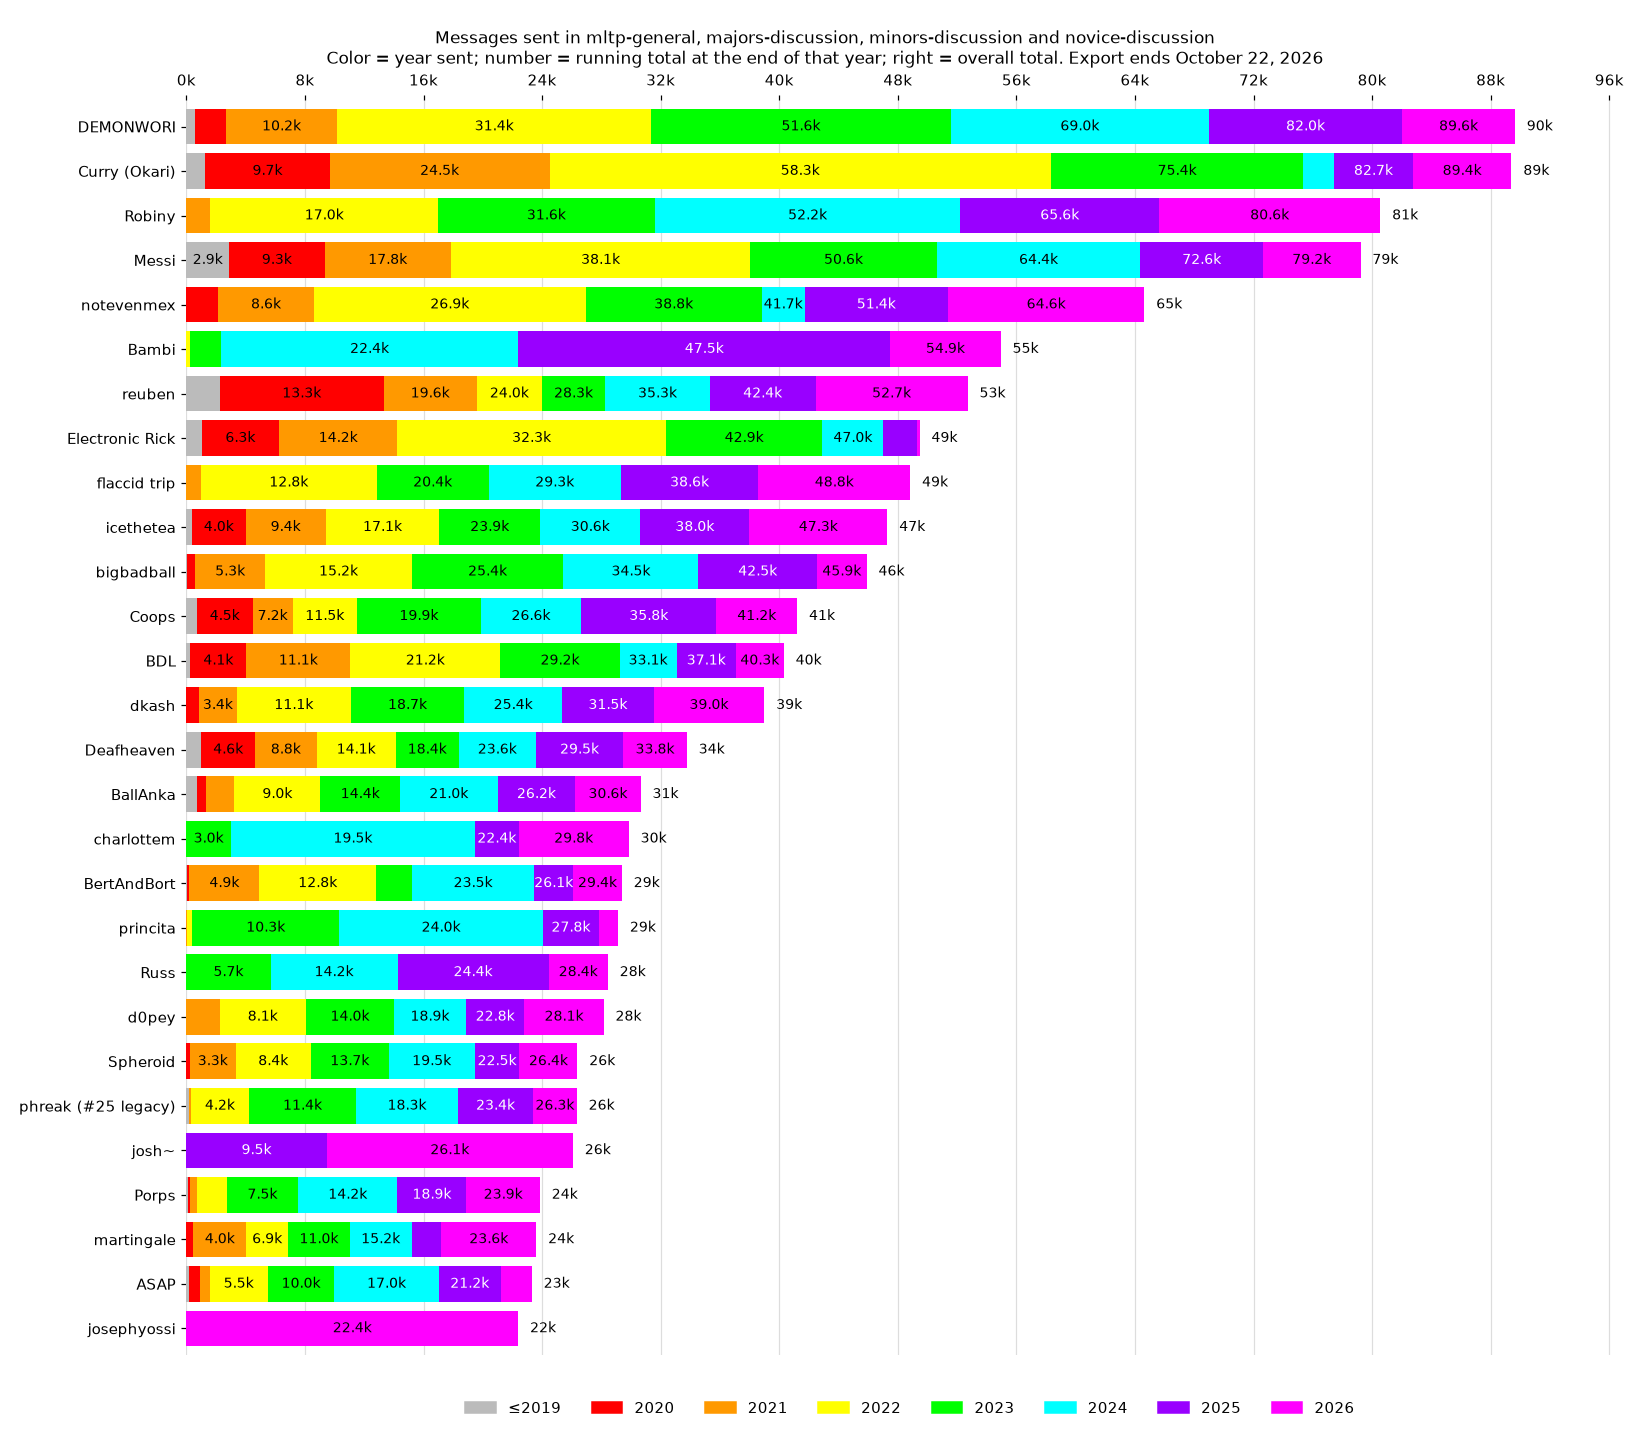 Messages sent in mltp-general, majors-discussion, minors-discussion and novice-discussion
Color = year sent; number = running total at the end of that year; right = overall total. Export ends October 22, 2026
0k 8k 16k 24k 32k 40k 48k 56k 64k 72k 80k 88k 96k
DEMONWORI 10.2k 31.4k 51.6k 69.0k 82.0k 89.6k 90k
Curry (Okari) 9.7k 24.5k 58.3k 75.4k 82.7k 89.4k 89k
Robiny 17.0k 31.6k 52.2k 65.6k 80.6k 81k
Messi 2.9k 9.3k 17.8k 38.1k 50.6k 64.4k 72.6k 79.2k 79k
notevenmex 8.6k 26.9k 38.8k 41.7k 51.4k 64.6k 65k
Bambi 22.4k 47.5k 54.9k 55k
reuben 13.3k 19.6k 24.0k 28.3k 35.3k 42.4k 52.7k 53k
Electronic Rick 6.3k 14.2k 32.3k 42.9k 47.0k 49k
flaccid trip 12.8k 20.4k 29.3k 38.6k 48.8k 49k
icethetea 4.0k 9.4k 17.1k 23.9k 30.6k 38.0k 47.3k 47k
bigbadball 5.3k 15.2k 25.4k 34.5k 42.5k 45.9k 46k
Coops 4.5k 7.2k 11.5k 19.9k 26.6k 35.8k 41.2k 41k
BDL 4.1k 11.1k 21.2k 29.2k 33.1k 37.1k 40.3k 40k
dkash 3.4k 11.1k 18.7k 25.4k 31.5k 39.0k 39k
Deafheaven 4.6k 8.8k 14.1k 18.4k 23.6k 29.5k 33.8k 34k
BallAnka 9.0k 14.4k 21.0k 26.2k 30.6k 31k
charlottem 3.0k 19.5k 22.4k 29.8k 30k
BertAndBort 4.9k 12.8k 23.5k 26.1k 29.4k 29k
princita 10.3k 24.0k 27.8k 29k
Russ 5.7k 14.2k 24.4k 28.4k 28k
d0pey 8.1k 14.0k 18.9k 22.8k 28.1k 28k
Spheroid 3.3k 8.4k 13.7k 19.5k 22.5k 26.4k 26k
phreak (#25 legacy) 4.2k 11.4k 18.3k 23.4k 26.3k 26k
josh~ 9.5k 26.1k 26k
Porps 7.5k 14.2k 18.9k 23.9k 24k
martingale 4.0k 6.9k 11.0k 15.2k 23.6k 24k
ASAP 5.5k 10.0k 17.0k 21.2k 23k
josephyossi 22.4k 22k
≤2019 2020 2021 2022 2023 2024 2025 2026